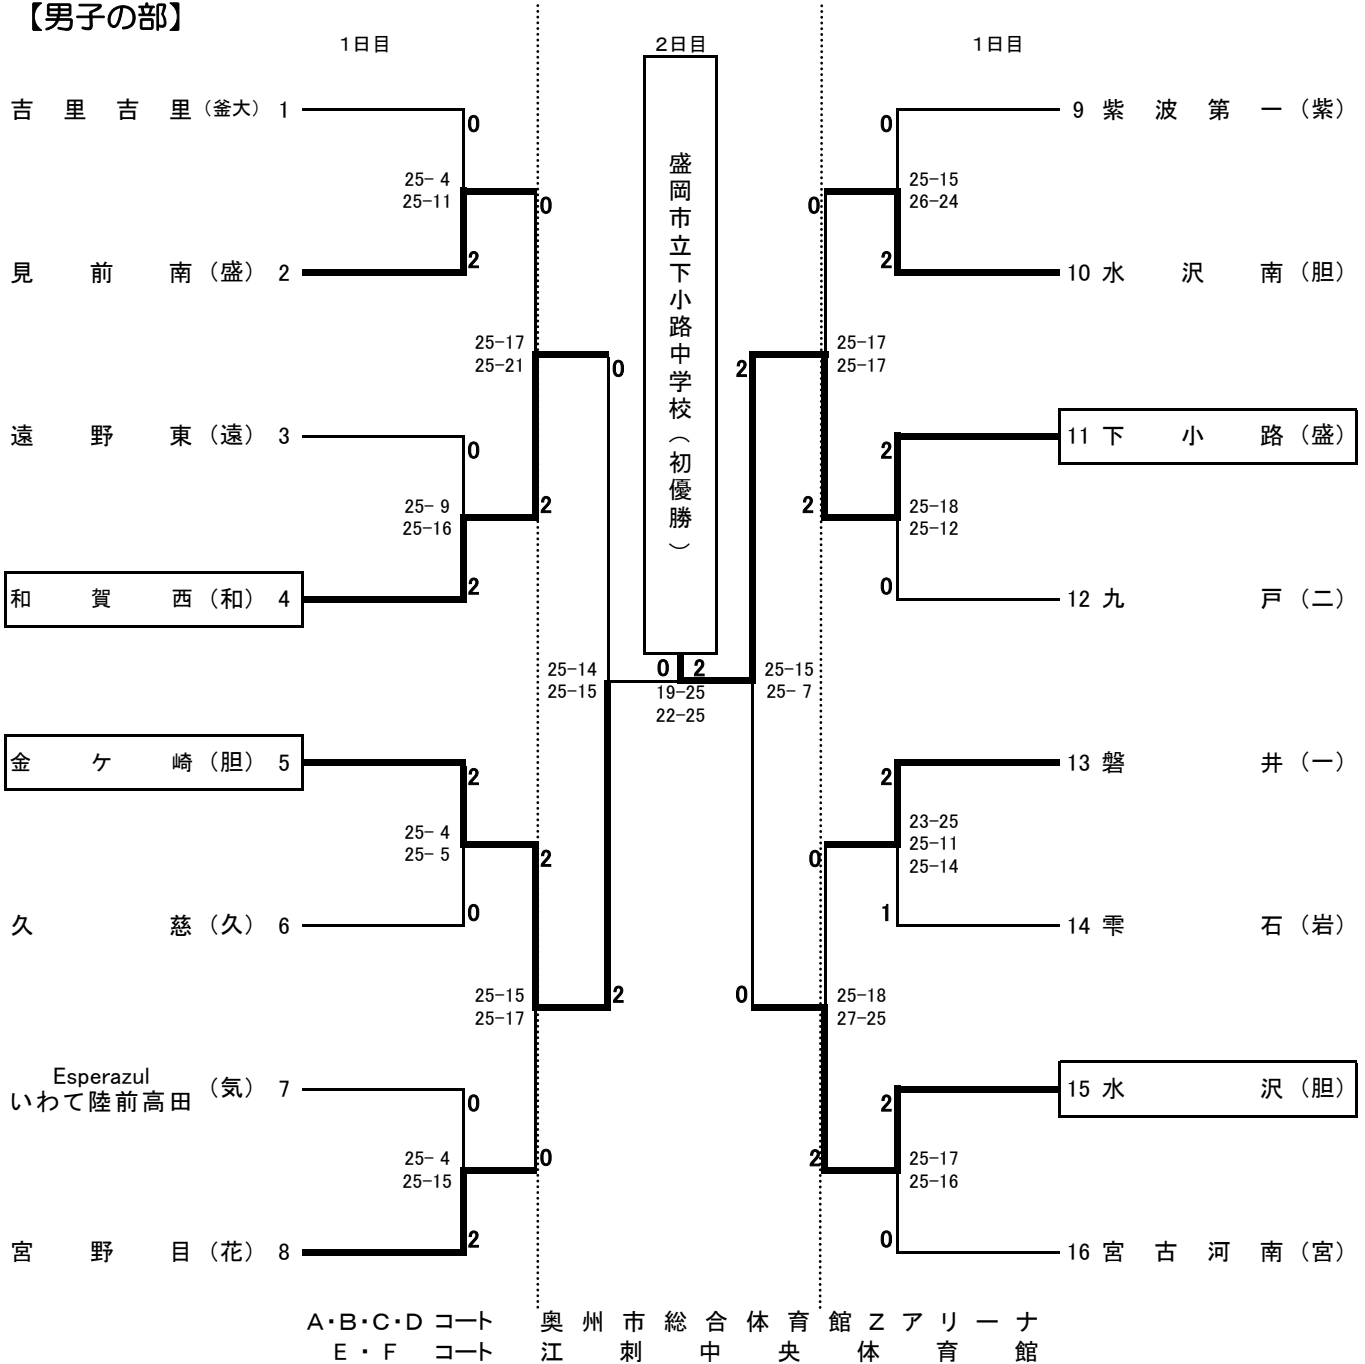 【男子の部】
1日目
2日目
1日目
吉里吉里（釜大） 1
見前南（盛） 2
遠野東（遠） 3
和賀西（和） 4
金ケ崎（胆） 5
久慈（久） 6
Esperazul
いわて陸前高田（気） 7
宮野目（花） 8
0
25- 4
25-11
2
0
25- 9
25-16
2
2
25- 4
25- 5
0
0
25- 4
25-15
2
0
25-17
25-21
2
2
25-15
25-17
0
0
25-14
25-15
2
盛岡市立下小路中学校（初優勝）
0 2
19-25
22-25
2
25-15
25- 7
0
0
25-17
25-17
2
0
25-18
27-25
2
0
25-15
26-24
2
2
25-18
25-12
0
2
23-25
25-11
25-14
1
2
25-17
25-16
0
9 紫波第一（紫）
10 水沢南（胆）
11 下小路（盛）
12 九戸（二）
13 磐井（一）
14 雫石（岩）
15 水沢（胆）
16 宮古河南（宮）
A・B・C・D コート 奥州市総合体育館Zアリーナ
E・F コート 江刺中央体育館